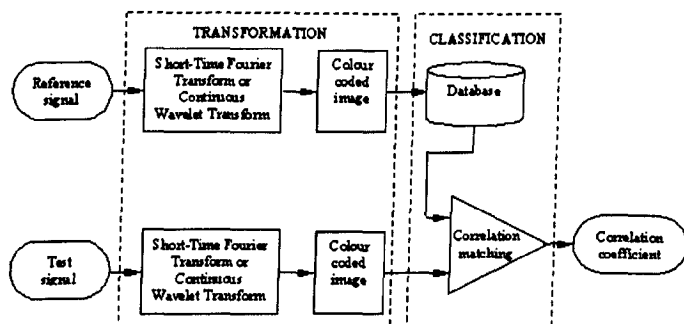 TRANSFORMATION
CLASSIFICATION
Reference
signal
Short-Time Fourier
Transform or
Continuous
Wavelet Transform
Colour
coded
image
Database
Test
signal
Short-Time Fourier
Transform or
Continuous
Wavelet Transform
Colour
coded
image
Correlation
matching
Correlation
coefficient